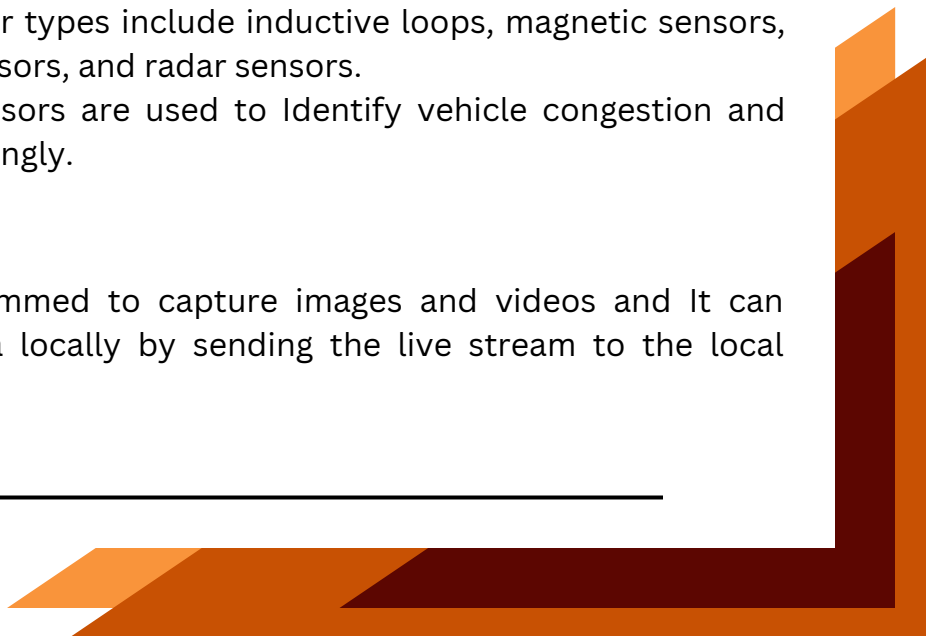 r types include inductive loops, magnetic sensors,
sors, and radar sensors.
sors are used to Identify vehicle congestion and
ngly.
mmed to capture images and videos and It can
locally by sending the live stream to the local